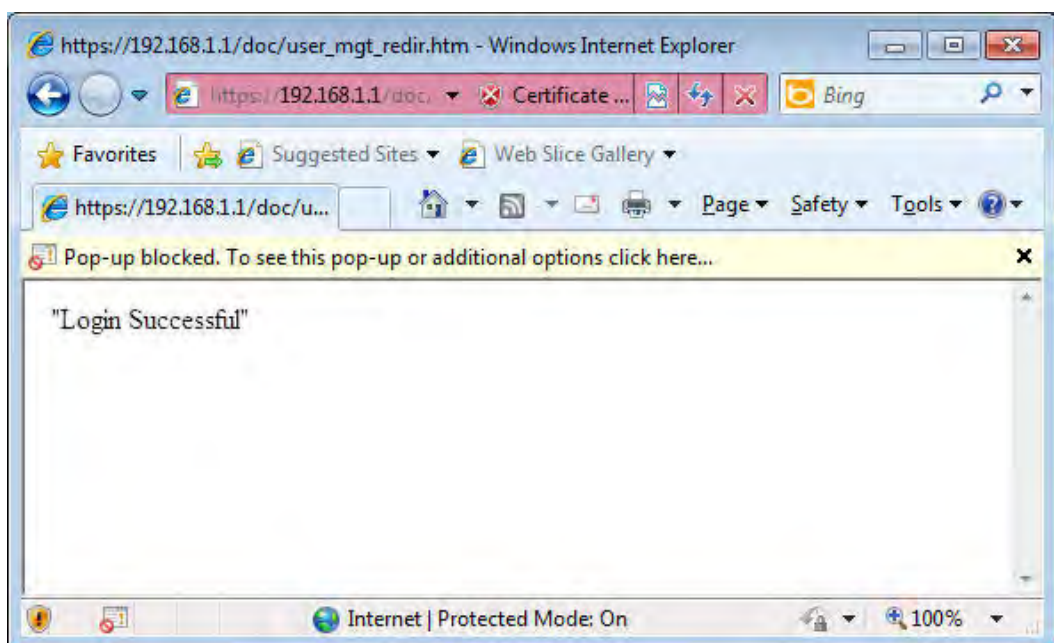 https://192.168.1.1/doc/user_mgt_redir.htm - Windows Internet Explorer
https://192.168.1.1/doc, Certificate ... Bing
Favorites Suggested Sites Web Slice Gallery
https://192.168.1.1/doc/u... Page Safety Tools
Pop-up blocked. To see this pop-up or additional options click here...
"Login Successful"
Internet | Protected Mode: On 100%